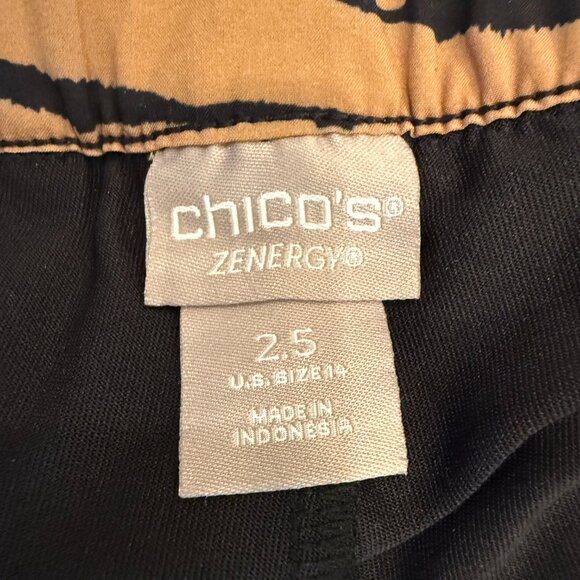 chico's®
ZENERGY®
2.5
U.S. SIZE 14
MADE IN
INDONESIA